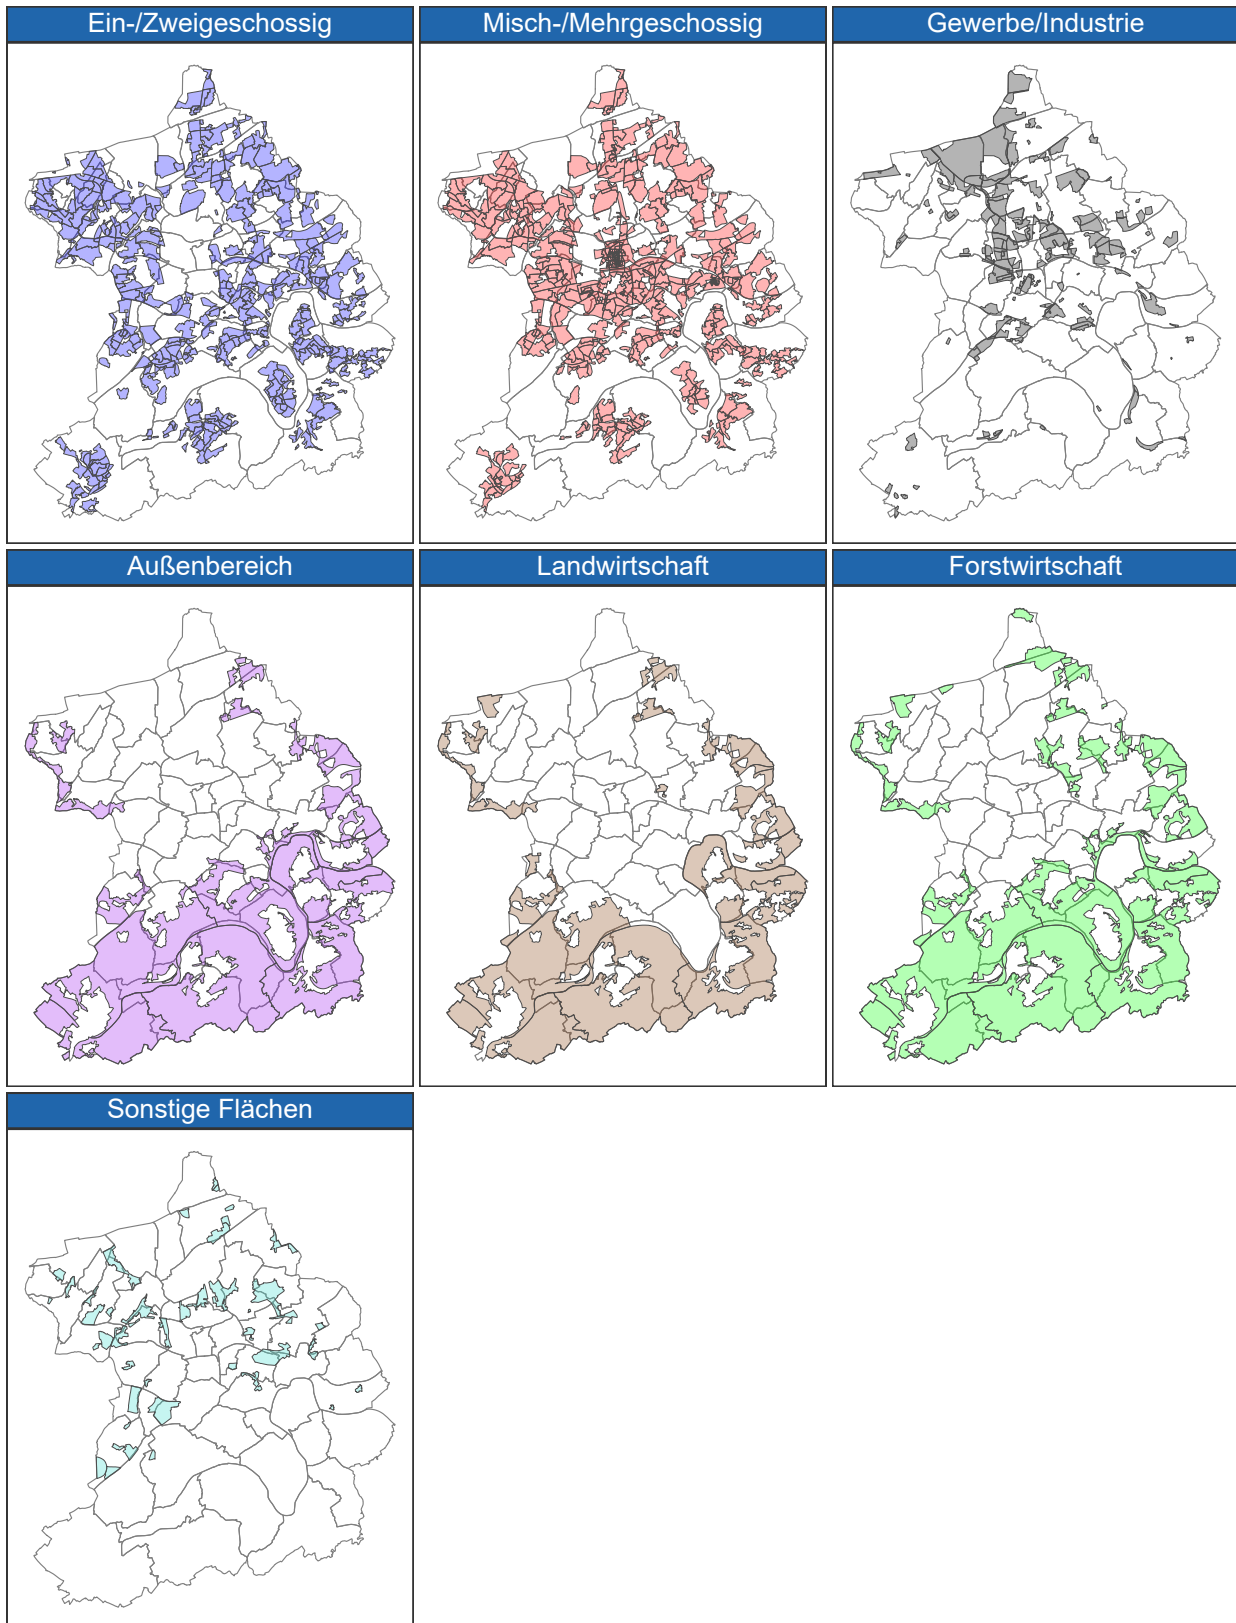 Ein-/Zweigeschossig
Misch-/Mehrgeschossig
Gewerbe/Industrie
Außenbereich
Landwirtschaft
Forstwirtschaft
Sonstige Flächen